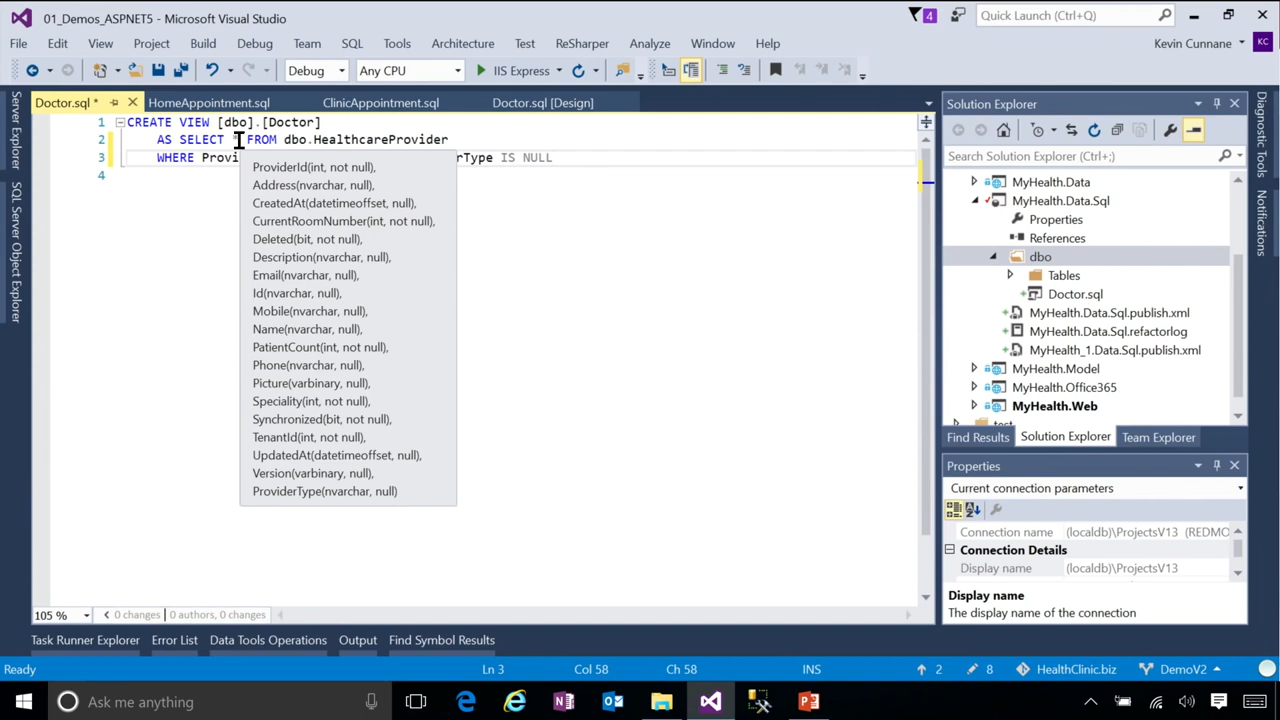 01_Demos_ASPNET5 - Microsoft Visual Studio
4
Quick Launch (Ctrl+Q)
File Edit View Project Build Debug Team SQL Tools Architecture Test ReSharper Analyze Window Help
Kevin Cunnane
KC
Debug Any CPU IIS Express
Server Explorer
SQL Server Object Explorer
Doctor.sql * HomeAppointment.sql ClinicAppointment.sql Doctor.sql [Design]
1 CREATE VIEW [dbo].[Doctor]
2 AS SELECT * FROM dbo.HealthcareProvider
3 WHERE Provi rType IS NULL
4
ProviderId(int, not null),
Address(nvarchar, null),
CreatedAt(datetimeoffset, null),
CurrentRoomNumber(int, not null),
Deleted(bit, not null),
Description(nvarchar, null),
Email(nvarchar, null),
Id(nvarchar, null),
Mobile(nvarchar, null),
Name(nvarchar, null),
PatientCount(int, not null),
Phone(nvarchar, null),
Picture(varbinary, null),
Speciality(int, not null),
Synchronized(bit, not null),
TenantId(int, not null),
UpdatedAt(datetimeoffset, null),
Version(varbinary, null),
ProviderType(nvarchar, null)
105 % 0 changes | 0 authors, 0 changes
Solution Explorer
Search Solution Explorer (Ctrl+;)
MyHealth.Data
MyHealth.Data.Sql
Properties
References
dbo
Tables
Doctor.sql
MyHealth.Data.Sql.publish.xml
MyHealth.Data.Sql.refactorlog
MyHealth_1.Data.Sql.publish.xml
MyHealth.Model
MyHealth.Office365
MyHealth.Web
test
Find Results Solution Explorer Team Explorer
Properties
Current connection parameters
Connection name (localdb)\ProjectsV13 (REDMO
Connection Details
Display name (localdb)\ProjectsV13
Display name
The display name of the connection
Diagnostic Tools
Notifications
Task Runner Explorer Error List Data Tools Operations Output Find Symbol Results
Ready Ln 3 Col 58 Ch 58 INS 2 8 HealthClinic.biz DemoV2
Ask me anything